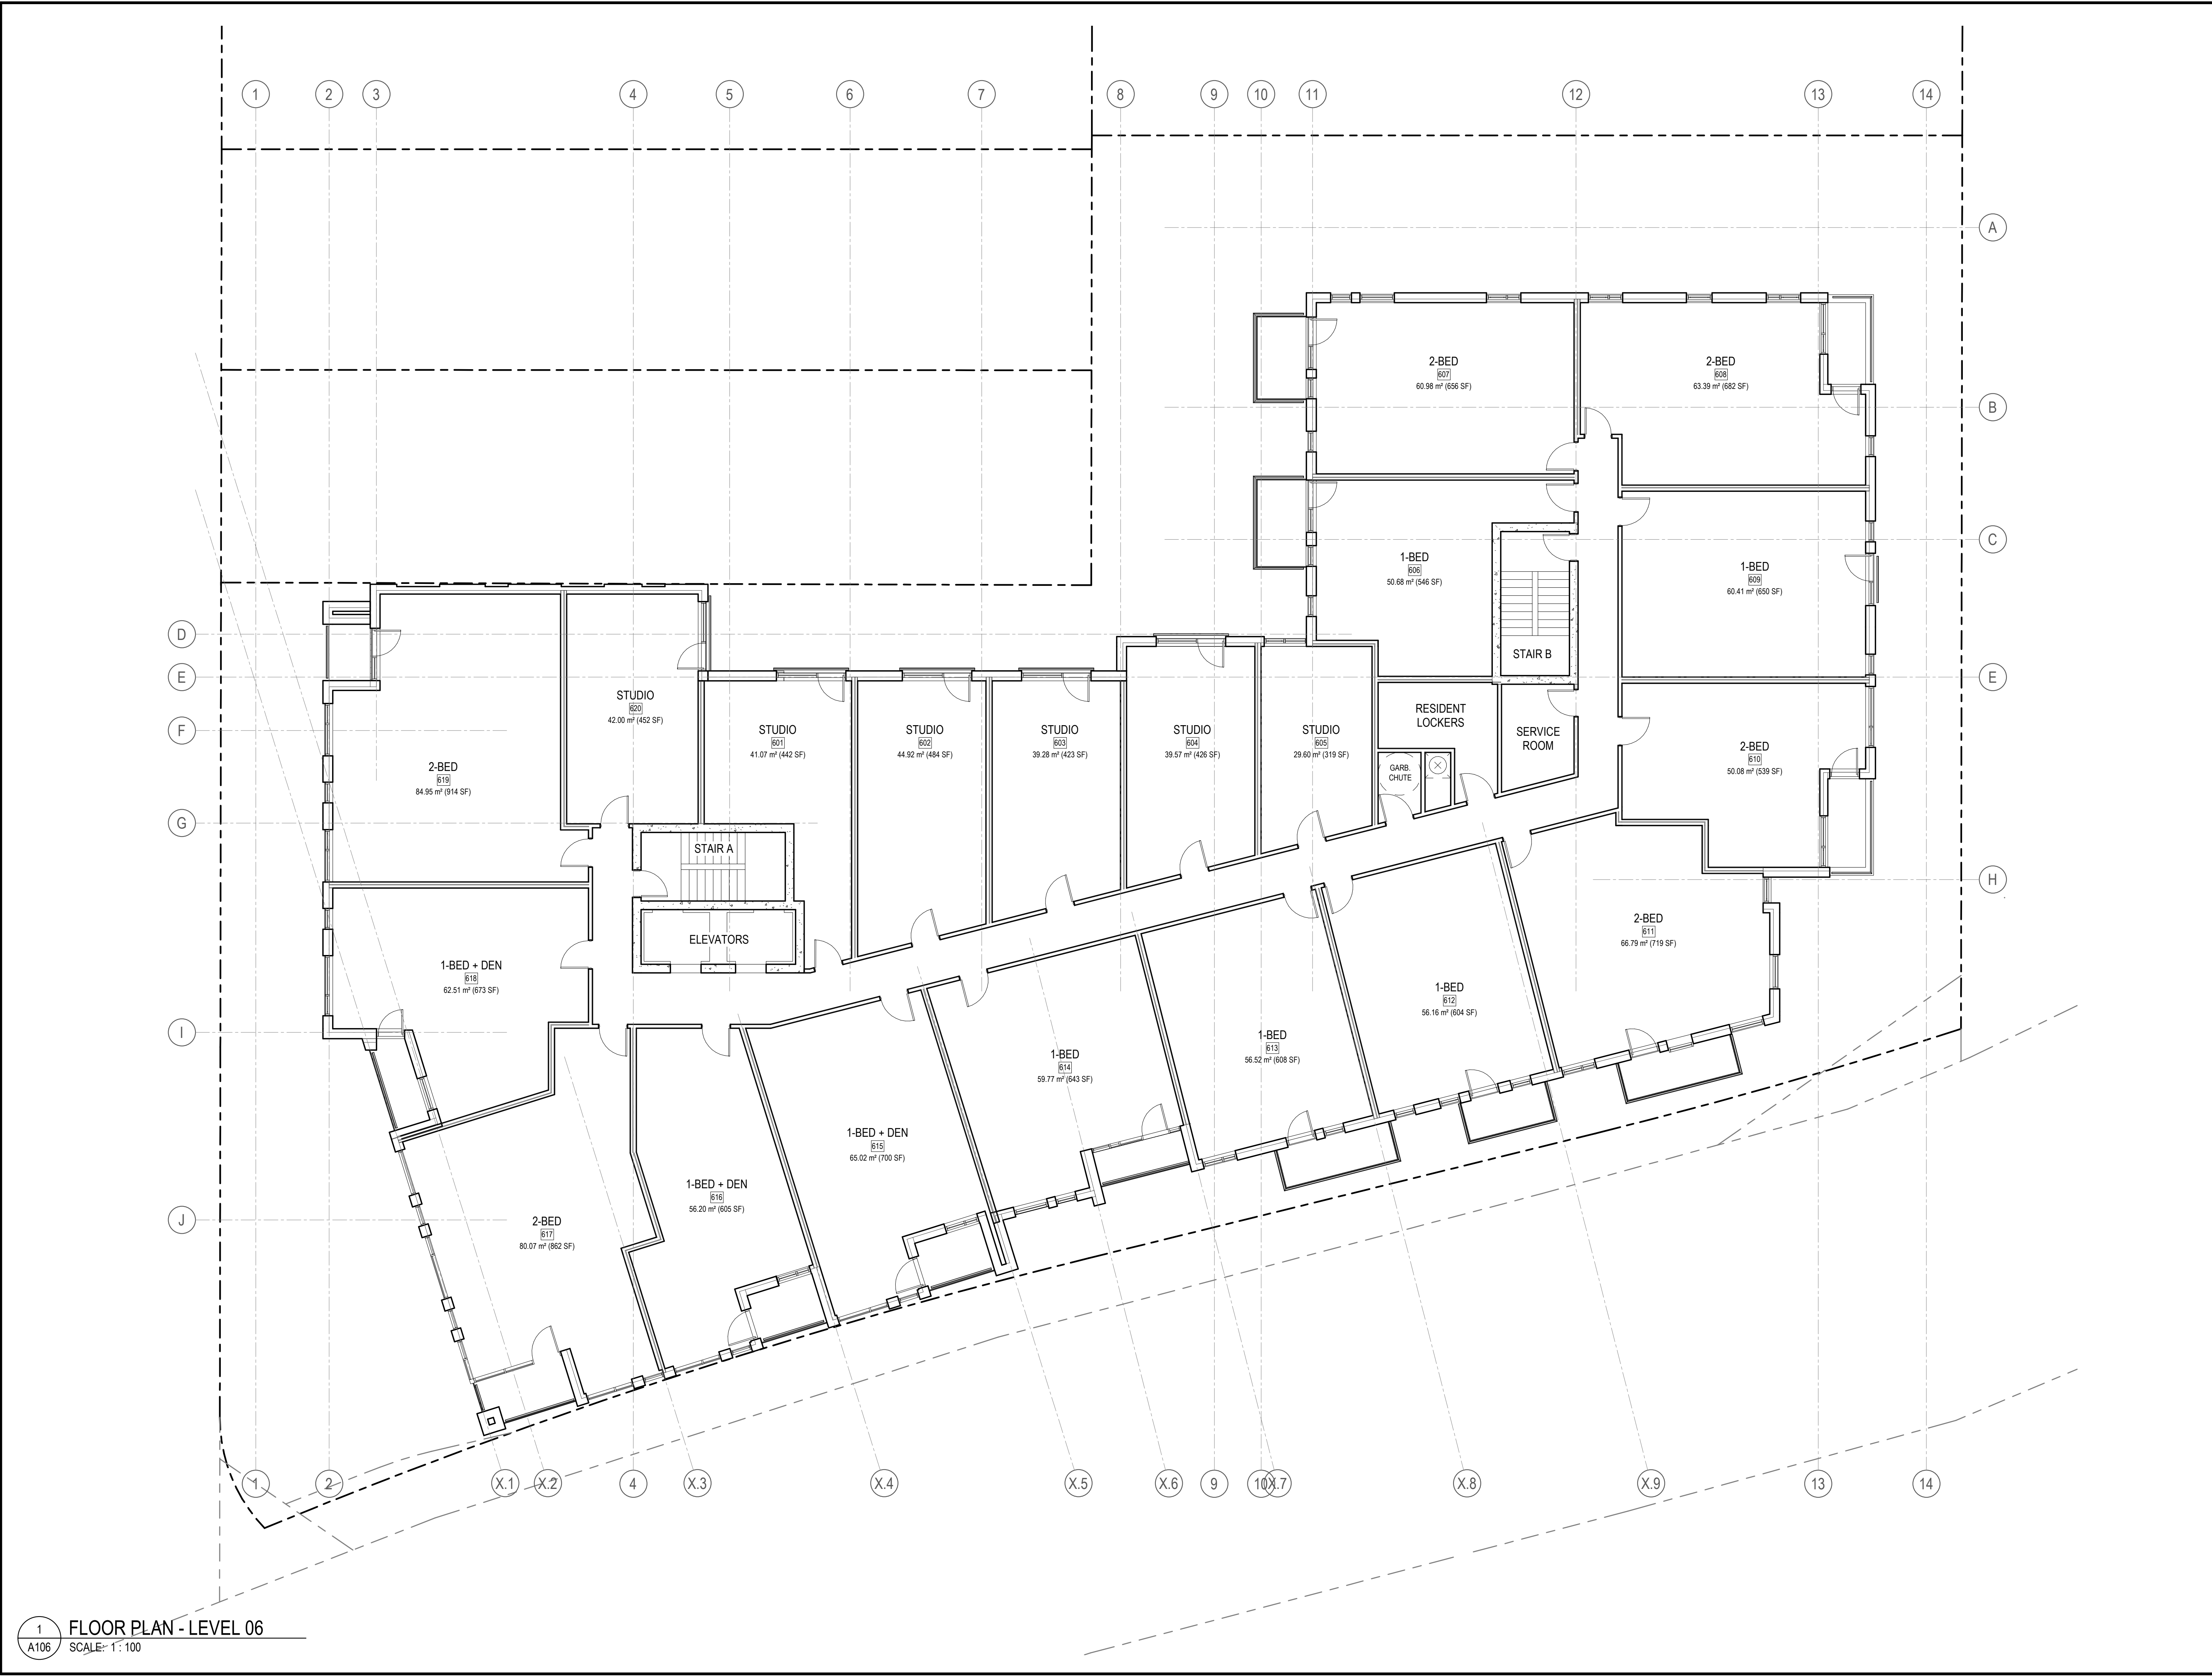 1 2 3 4 5 6 7 8 9 10 11 12 13 14
A
2-BED
607
60.98 m² (656 SF)
2-BED
608
63.39 m² (682 SF)
B
1-BED
606
50.68 m² (546 SF)
C
1-BED
609
60.41 m² (650 SF)
D
STAIR B
E
E
STUDIO
620
42.00 m² (452 SF)
RESIDENT
LOCKERS
F
STUDIO
601
41.07 m² (442 SF)
STUDIO
602
44.92 m² (484 SF)
STUDIO
603
39.28 m² (423 SF)
STUDIO
604
39.57 m² (426 SF)
STUDIO
605
29.60 m² (319 SF)
SERVICE
ROOM
2-BED
610
50.08 m² (539 SF)
GARB.
CHUTE
2-BED
619
84.95 m² (914 SF)
G
STAIR A
H
2-BED
611
66.79 m² (719 SF)
ELEVATORS
1-BED + DEN
618
62.51 m² (673 SF)
1-BED
612
56.16 m² (604 SF)
I
1-BED
613
56.52 m² (608 SF)
1-BED
614
59.77 m² (643 SF)
1-BED + DEN
615
65.02 m² (700 SF)
1-BED + DEN
616
56.20 m² (605 SF)
J
2-BED
617
80.07 m² (862 SF)
1 2 X.1 X.2 4 X.3 X.4 X.5 X.6 9 10 X.7 X.8 X.9 13 14
1
A106
FLOOR PLAN - LEVEL 06
SCALE: 1 : 100